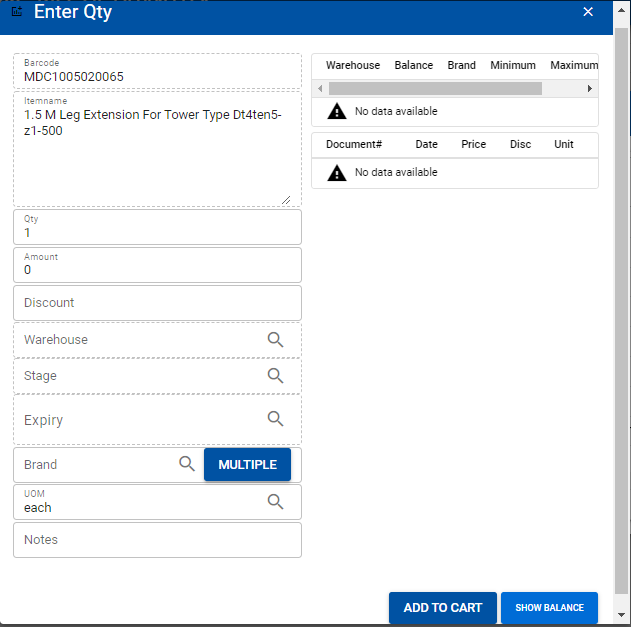 Enter Qty
Barcode
MDC1005020065
Itemname
1.5 M Leg Extension For Tower Type Dt4ten5-
z1-500
Qty
1
Amount
0
Discount
Warehouse
Stage
Expiry
Brand
MULTIPLE
UOM
each
Notes
Warehouse Balance Brand Minimum Maximum
No data available
Document# Date Price Disc Unit
No data available
ADD TO CART
SHOW BALANCE